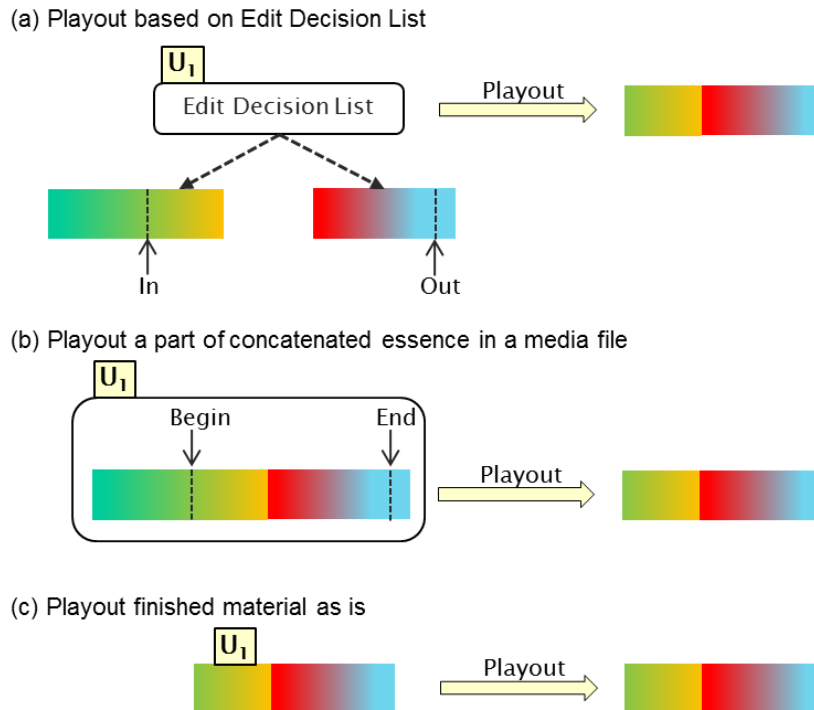 (a) Playout based on Edit Decision List
U1
Edit Decision List
Playout
In
Out
(b) Playout a part of concatenated essence in a media file
U1
Begin
End
Playout
(c) Playout finished material as is
U1
Playout